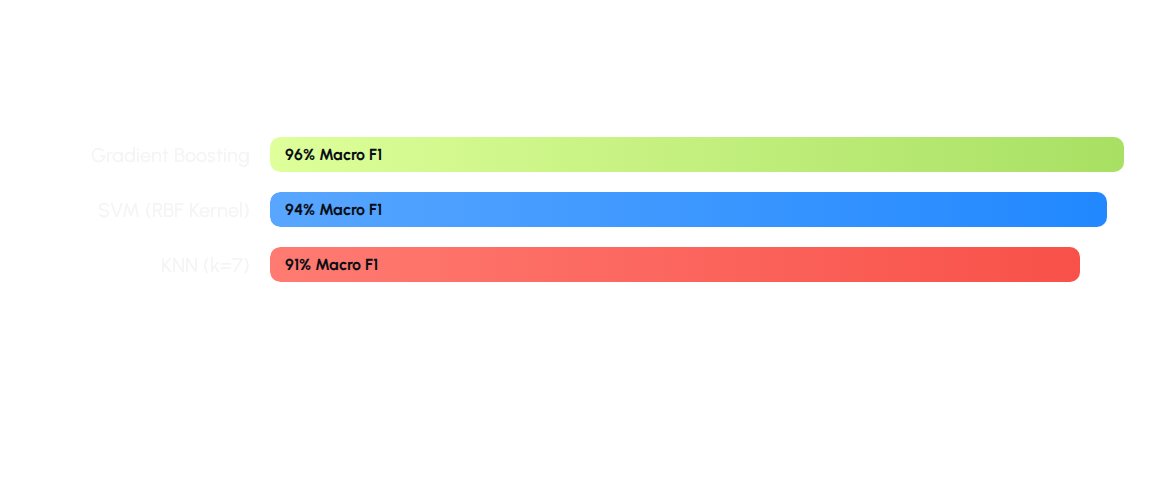 Gradient Boosting 96% Macro F1
SVM (RBF Kernel) 94% Macro F1
KNN (k=7) 91% Macro F1